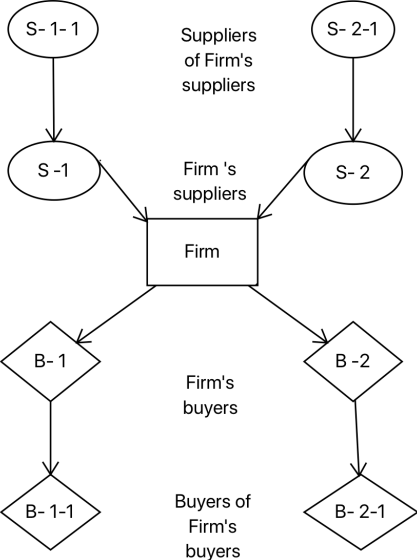 S- 1- 1
Suppliers
of Firm's
suppliers
S- 2-1
S -1
Firm 's
suppliers
S- 2
Firm
B- 1
Firm's
buyers
B -2
B- 1-1
Buyers of
Firm's
buyers
B- 2-1